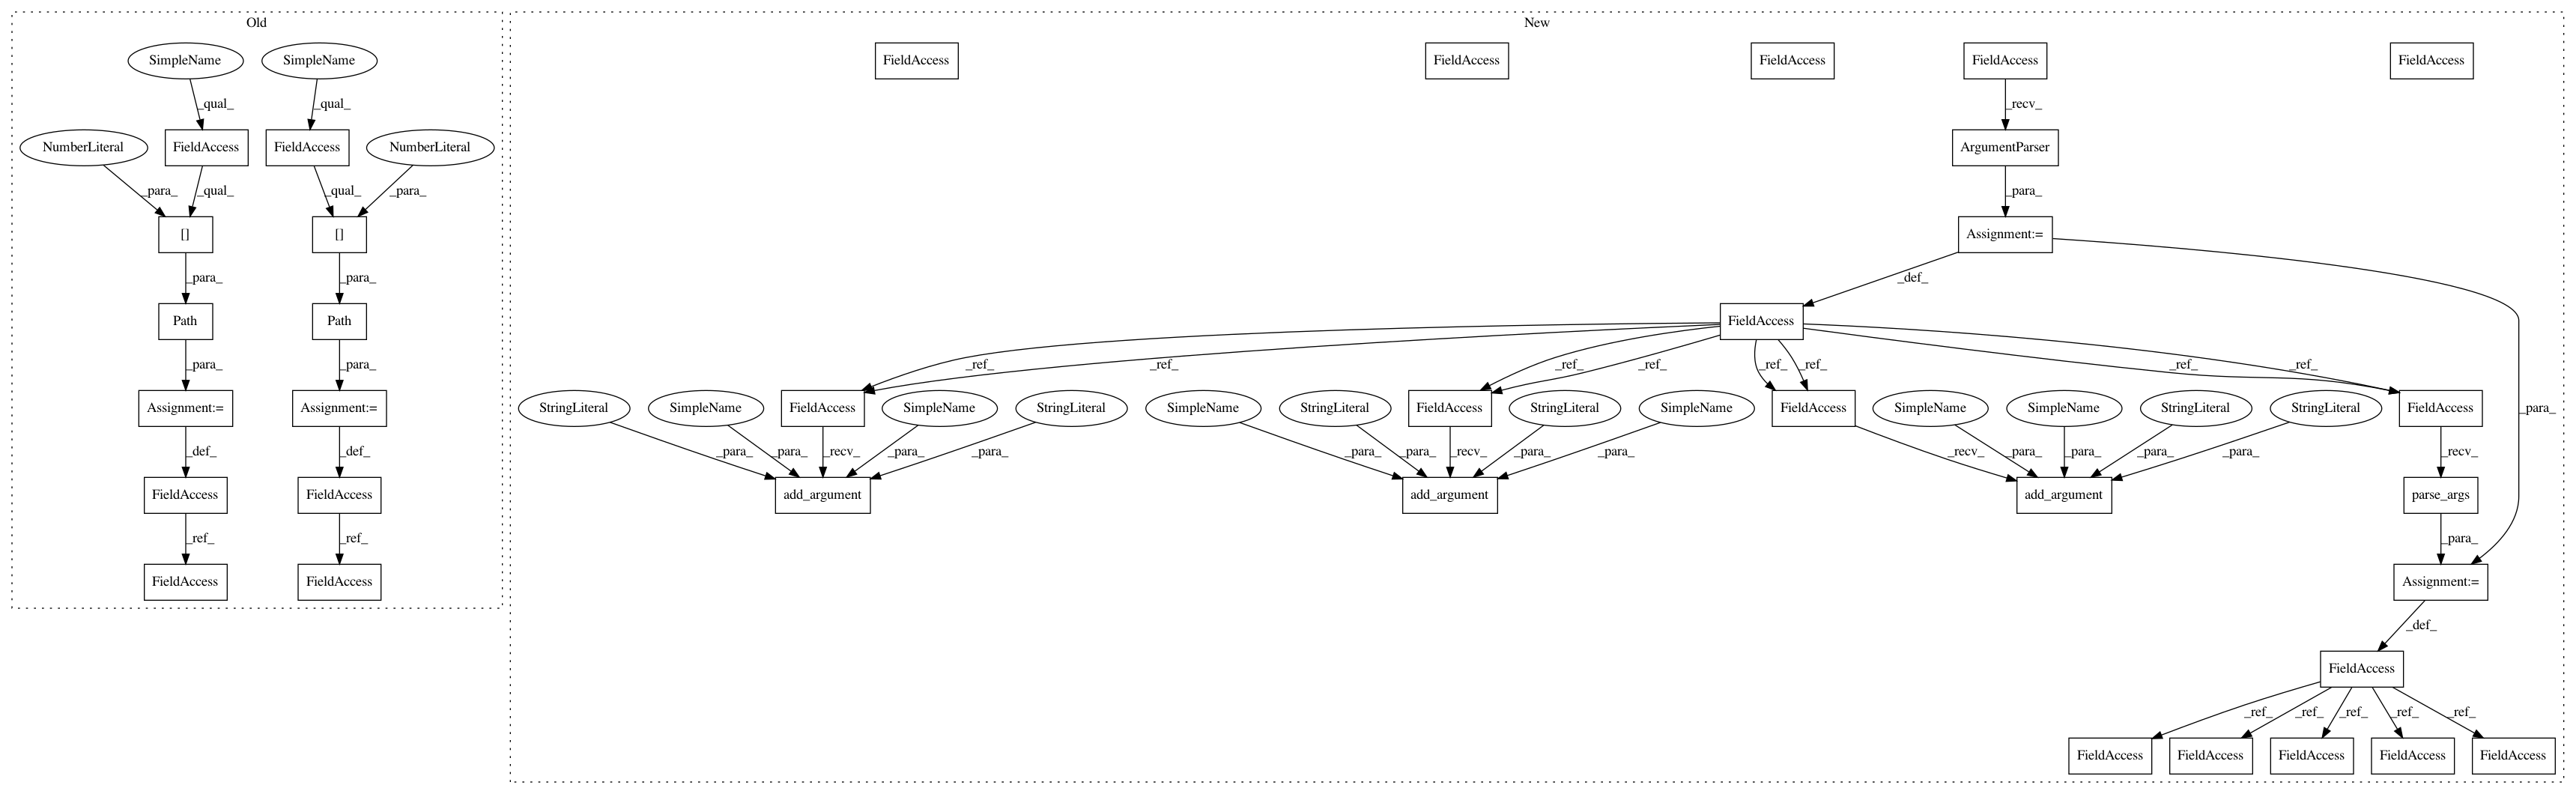 Old
New
SimpleName
SimpleName
FieldAccess
FieldAccess
FieldAccess
FieldAccess
FieldAccess
_qual_
_qual_
_recv_
NumberLiteral
FieldAccess
FieldAccess
NumberLiteral
ArgumentParser
_para_
_qual_
_qual_
_para_
_para_
[]
[]
Assignment:=
_para_
_para_
_def_
Path
Path
FieldAccess
_para_
_para_
_ref_
_ref_
_ref_
_ref_
_ref_
_ref_
_ref_
_ref_
Assignment:=
Assignment:=
StringLiteral
SimpleName
FieldAccess
SimpleName
StringLiteral
SimpleName
StringLiteral
FieldAccess
StringLiteral
SimpleName
FieldAccess
SimpleName
SimpleName
StringLiteral
StringLiteral
FieldAccess
_para_
_def_
_def_
_para_
_para_
_recv_
_para_
_para_
_para_
_para_
_recv_
_para_
_para_
_recv_
_para_
_para_
_para_
_para_
_recv_
FieldAccess
FieldAccess
add_argument
add_argument
add_argument
parse_args
_ref_
_ref_
_para_
FieldAccess
FieldAccess
Assignment:=
_def_
FieldAccess
_ref_
_ref_
_ref_
_ref_
_ref_
FieldAccess
FieldAccess
FieldAccess
FieldAccess
FieldAccess